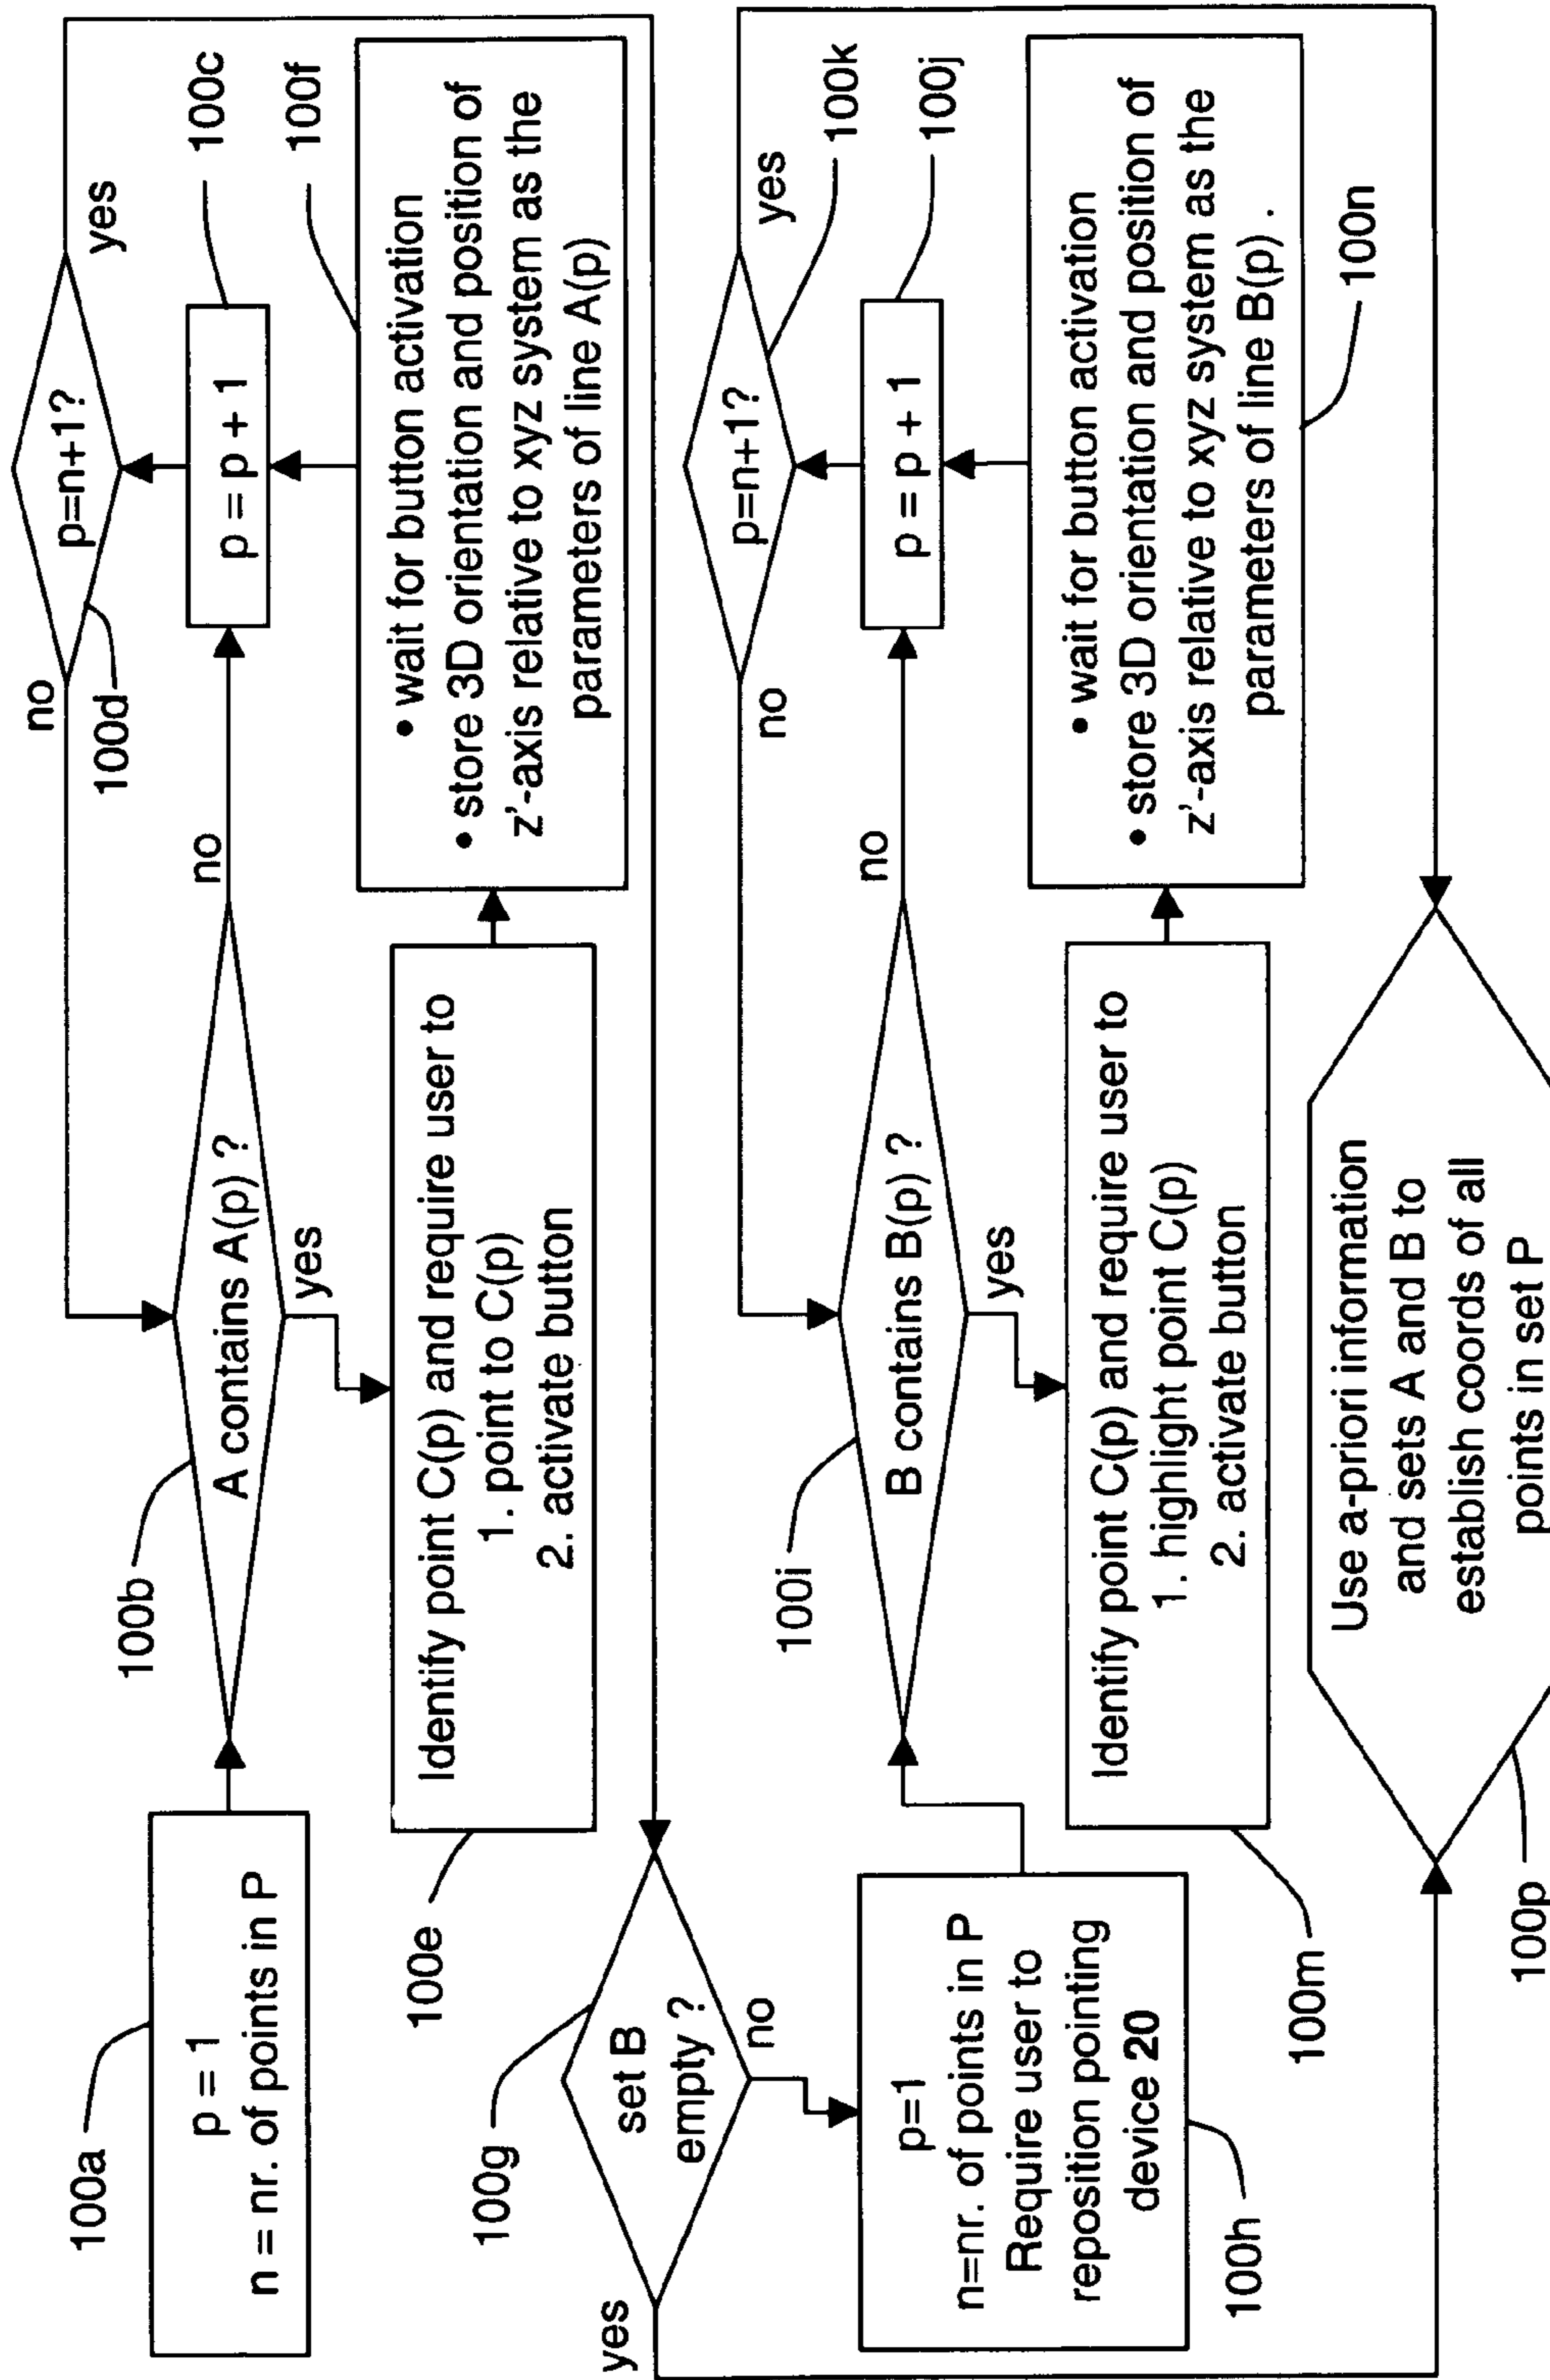 100a
p = 1
n = nr. of points in P
100b
A contains A(p) ?
no
yes
100c
p = p + 1
100d
p=n+1?
no
yes
100e
Identify point C(p) and require user to
1. point to C(p)
2. activate button
100f
• wait for button activation
• store 3D orientation and position of
z'-axis relative to xyz system as the
parameters of line A(p)
100g
set B
empty ?
yes
no
100h
p=1
n=nr. of points in P
Require user to
reposition pointing
device 20
100i
B contains B(p) ?
no
yes
100j
p = p + 1
100k
p=n+1?
no
yes
100m
Identify point C(p) and require user to
1. highlight point C(p)
2. activate button
100n
• wait for button activation
• store 3D orientation and position of
z'-axis relative to xyz system as the
parameters of line B(p) .
100p
Use a-priori information
and sets A and B to
establish coords of all
points in set P